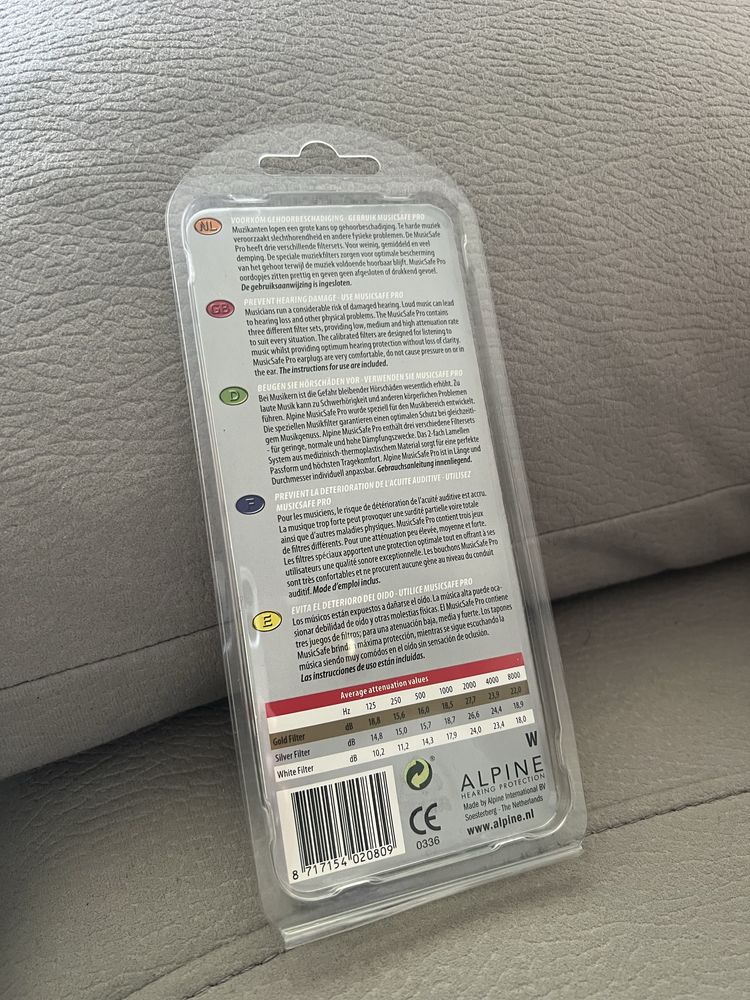 NL
VOORKOM GEHOORBESCHADIGING - GEBRUIK MUSICSAFE PRO
Muzikanten lopen een grote kans op gehoorbeschadiging. Te harde muziek
veroorzaakt slechthorendheid en andere fysieke problemen. De MusicSafe
Pro heeft drie verschillende filtersets. Voor weinig, gemiddeld en veel
demping. De speciale muziekfilters zorgen voor optimale bescherming
van het gehoor terwijl de muziek voldoende hoorbaar blijft. MusicSafe Pro
oordopjes zitten prettig en geven geen afgesloten of drukkend gevoel.
De gebruiksaanwijzing is ingesloten.
GB
PREVENT HEARING DAMAGE - USE MUSICSAFE PRO
Musicians run a considerable risk of damaged hearing. Loud music can lead
to hearing loss and other physical problems. The MusicSafe Pro contains
three different filter sets, providing low, medium and high attenuation rate
to suit every situation. The calibrated filters are designed for listening to
music whilst providing optimum hearing protection without loss of clarity.
MusicSafe Pro earplugs are very comfortable, do not cause pressure on or in
the ear. The instructions for use are included.
D
BEUGEN SIE HÖRSCHÄDEN VOR - VERWENDEN SIE MUSICSAFE PRO
Bei Musikern ist die Gefahr bleibender Hörschäden wesentlich erhöht. Zu
laute Musik kann zu Schwerhörigkeit und anderen körperlichen Problemen
führen. Alpine MusicSafe Pro wurde speziell für den Musikbereich entwickelt.
Die speziellen Musikfilter garantieren einen optimalen Schutz bei gleichzeiti-
gem Musikgenuss. Alpine MusicSafe Pro enthält drei verschiedene Filtersets
- für geringe, normale und hohe Dämpfungszwecke. Das 2-fach Lamellen
System aus medizinisch-thermoplastischem Material sorgt für eine perfekte
Passform und höchsten Tragekomfort. Alpine MusicSafe Pro ist in Länge und
Durchmesser individuell anpassbar. Gebrauchsanleitung innenliegend.
F
PREVIENT LA DETERIORATION DE L'ACUITE AUDITIVE - UTILISEZ
MUSICSAFE PRO
Pour les musiciens, le risque de détérioration de l'acuité auditive est accru.
La musique trop forte peut provoquer une surdité partielle voire totale
ainsi que d'autres maladies physiques. MusicSafe Pro contient trois jeux
de filtres différents. Pour une atténuation peu élevée, moyenne et forte.
Les filtres spéciaux apportent une protection optimale tout en offrant à ses
utilisateurs une qualité sonore exceptionnelle. Les bouchons MusicSafe Pro
sont très confortables et ne procurent aucune gêne au niveau du conduit
auditif. Mode d'emploi inclus.
E
EVITA EL DETERIORO DEL OIDO - UTILICE MUSICSAFE PRO
Los músicos están expuestos a dañarse el oido. La música alta puede oca-
sionar debilidad de oido y otras molestias físicas. El MusicSafe Pro contiene
tres juegos de filtros; para una atenuación baja, media y fuerte. Los tapones
MusicSafe brind máxima protección, mientras se sigue escuchando la
música siendo muy comodos en el oido sin sensación de oclusión.
Las instrucciones de uso están incluidas.
Average attenuation values
Hz 125 250 500 1000 2000 4000 8000
Gold Filter dB 18,8 15,6 16,0 18,5 27,7 23,9 22,0
Silver Filter dB 14,8 15,0 15,7 18,7 26,6 24,4 18,9
White Filter dB 10,2 11,2 14,3 17,9 24,0 23,4 18,0
W
ALPINE
HEARING PROTECTION
Made by Alpine International BV
Soesterberg - The Netherlands
www.alpine.nl
®
CE
0336
8 717154 020809